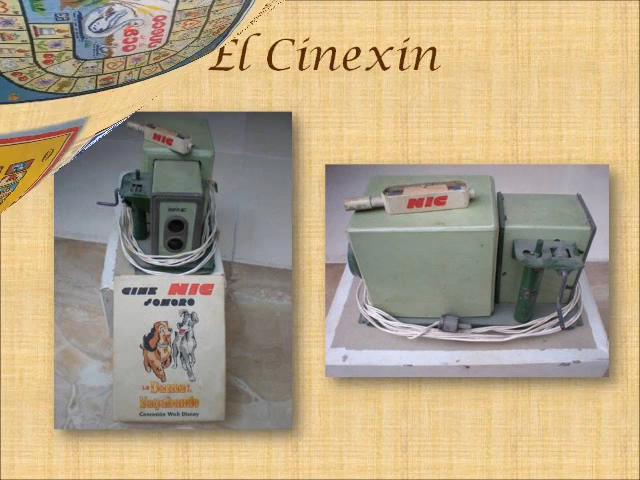 El Cinexin
NIC
CINE NIC
SONORO
LA Dama Y EL
Vagabundo
Concesión Walt Disney
NIC